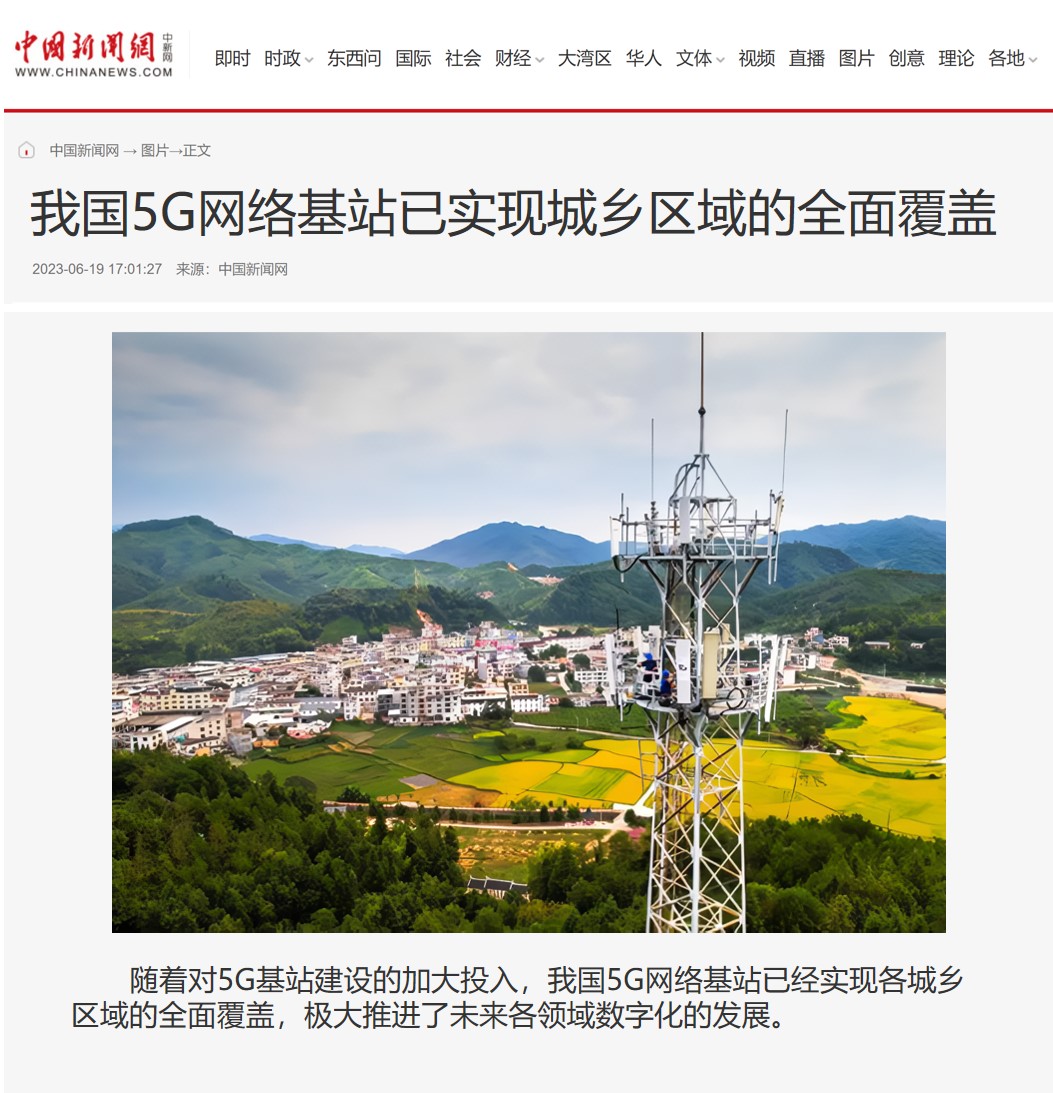 中國新聞網 中新网
WWW.CHINANEWS.COM
即时 时政 东西问 国际 社会 财经 大湾区 华人 文体 视频 直播 图片 创意 理论 各地
中国新闻网 → 图片→正文
我国5G网络基站已实现城乡区域的全面覆盖
2023-06-19 17:01:27 来源：中国新闻网
随着对5G基站建设的加大投入，我国5G网络基站已经实现各城乡
区域的全面覆盖，极大推进了未来各领域数字化的发展。